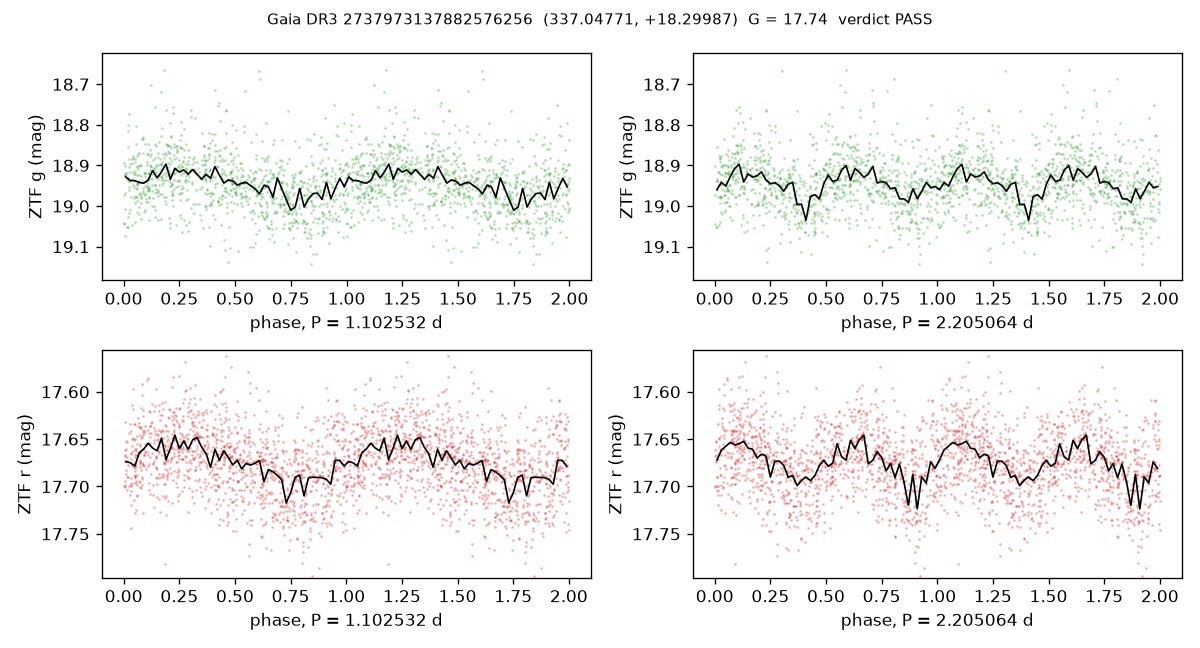 Gaia DR3 2737973137882576256 (337.04771, +18.29987) G = 17.74 verdict PASS
ZTF g (mag)
18.7
18.8
18.9
19.0
19.1
0.00 0.25 0.50 0.75 1.00 1.25 1.50 1.75 2.00
phase, P = 1.102532 d
ZTF g (mag)
18.7
18.8
18.9
19.0
19.1
0.00 0.25 0.50 0.75 1.00 1.25 1.50 1.75 2.00
phase, P = 2.205064 d
ZTF r (mag)
17.60
17.65
17.70
17.75
0.00 0.25 0.50 0.75 1.00 1.25 1.50 1.75 2.00
phase, P = 1.102532 d
ZTF r (mag)
17.60
17.65
17.70
17.75
0.00 0.25 0.50 0.75 1.00 1.25 1.50 1.75 2.00
phase, P = 2.205064 d